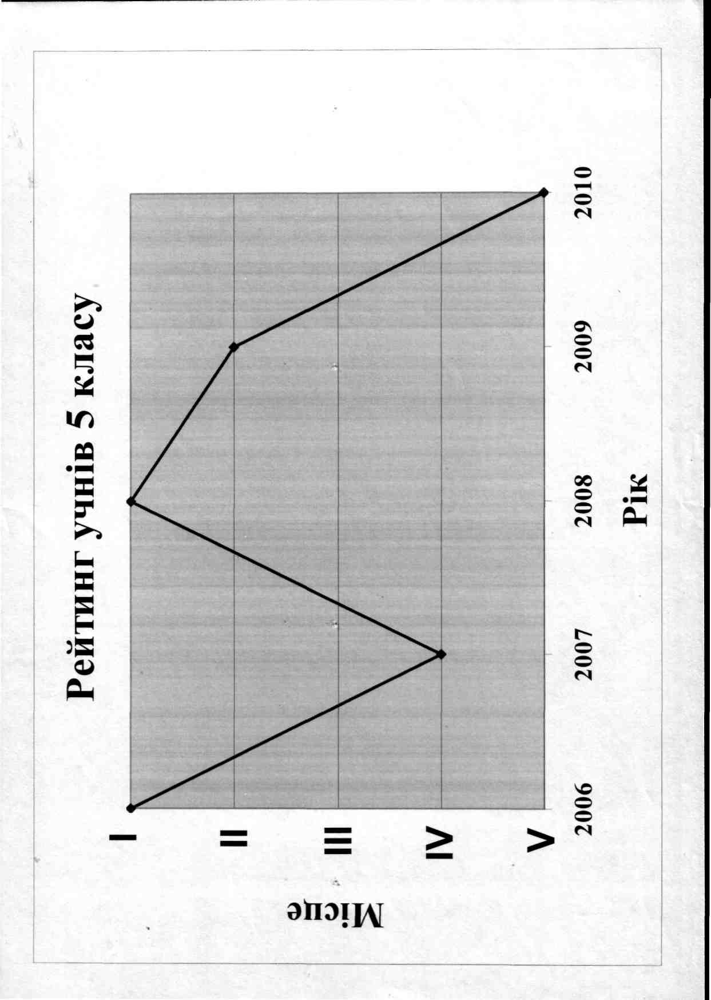 Рейтинг учнів 5 класу
Місце
I
II
III
IV
V
2006
2007
2008
2009
2010
Рік